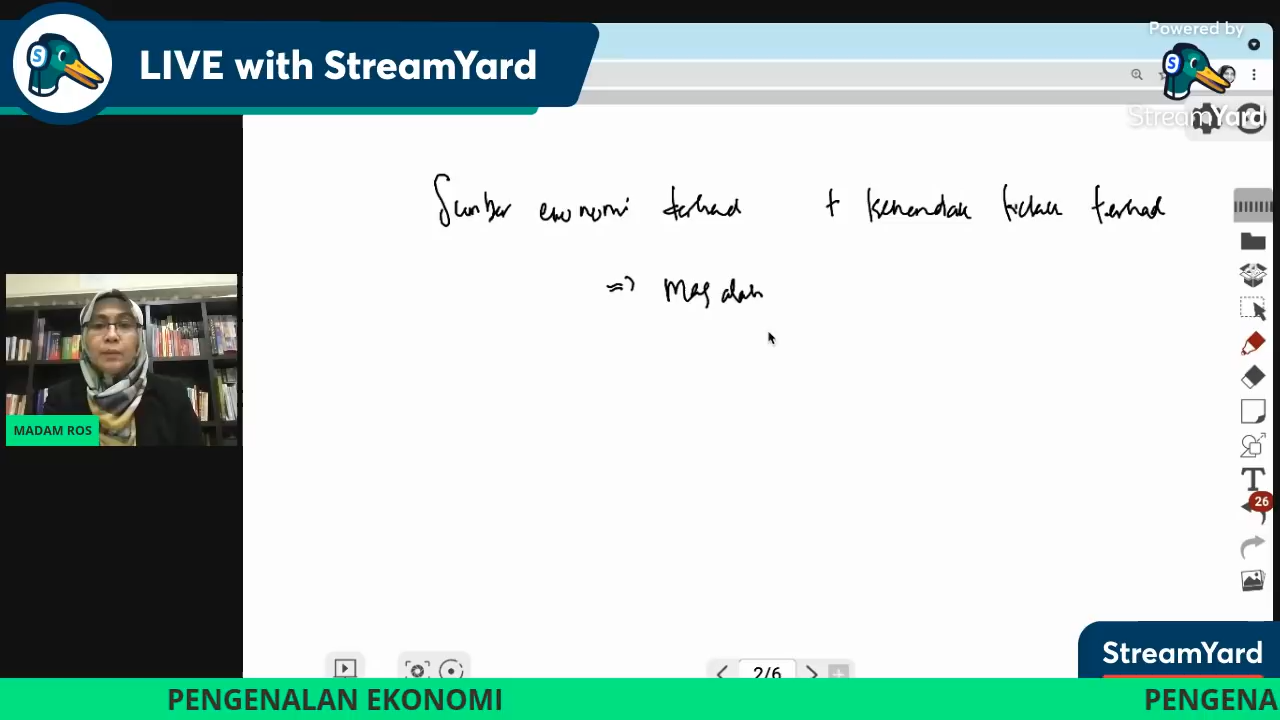 LIVE with StreamYard
Powered by
StreamYard
Sumber ekonomi terhad + kehendak tidak terhad
=> Masalah
MADAM ROS
T
26
2/6
StreamYard
PENGENALAN EKONOMI PENGENA